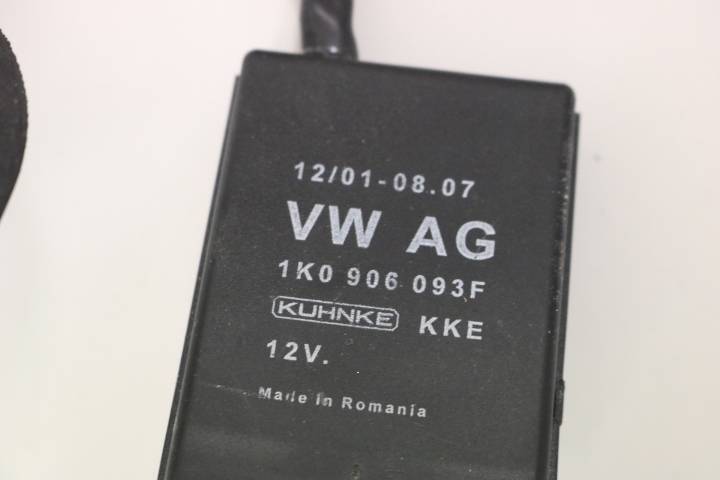 12/01-08.07
VW AG
1K0 906 093F
KUHNKE KKE
12V.
Made in Romania